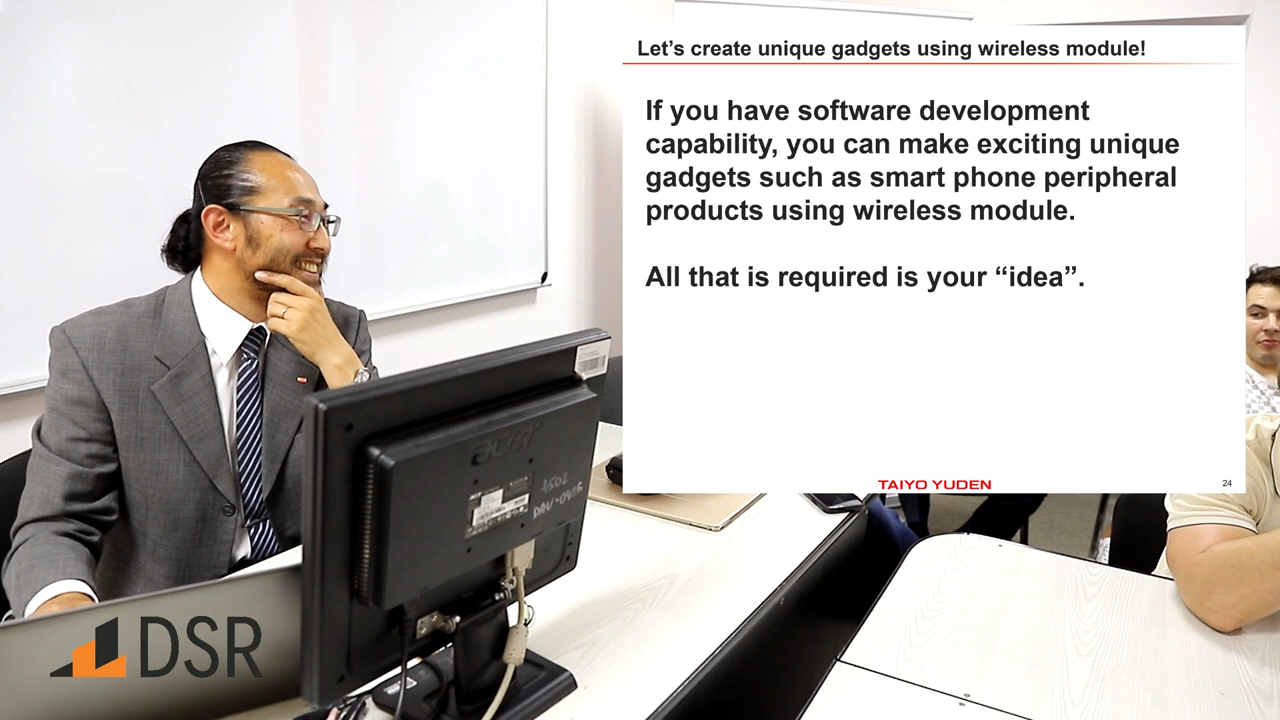 Let’s create unique gadgets using wireless module!
If you have software development
capability, you can make exciting unique
gadgets such as smart phone peripheral
products using wireless module.
All that is required is your “idea”.
TAIYO YUDEN
24
acer
DSR